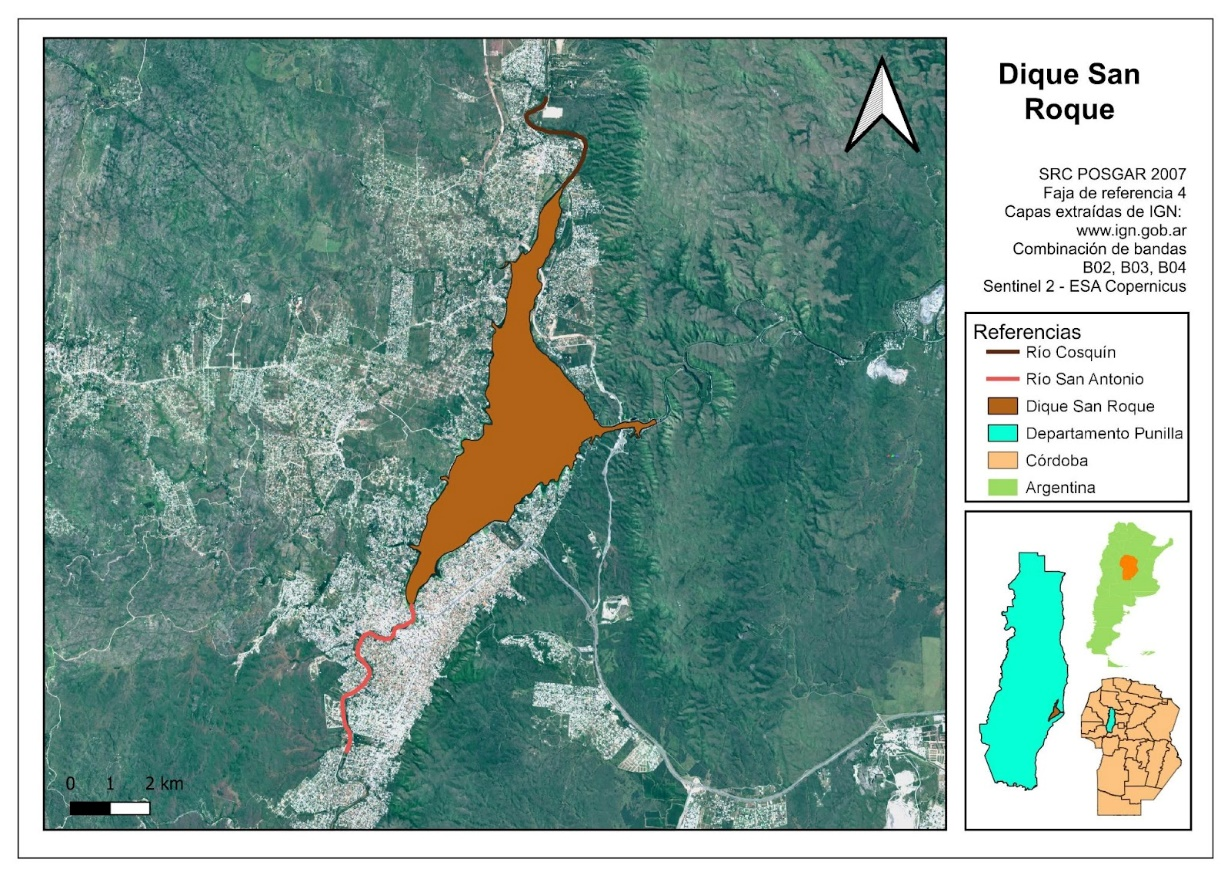 Dique San
Roque
SRC POSGAR 2007
Faja de referencia 4
Capas extraídas de IGN:
www.ign.gob.ar
Combinación de bandas
B02, B03, B04
Sentinel 2 - ESA Copernicus
Referencias
Río Cosquín
Río San Antonio
Dique San Roque
Departamento Punilla
Córdoba
Argentina
0 1 2 km